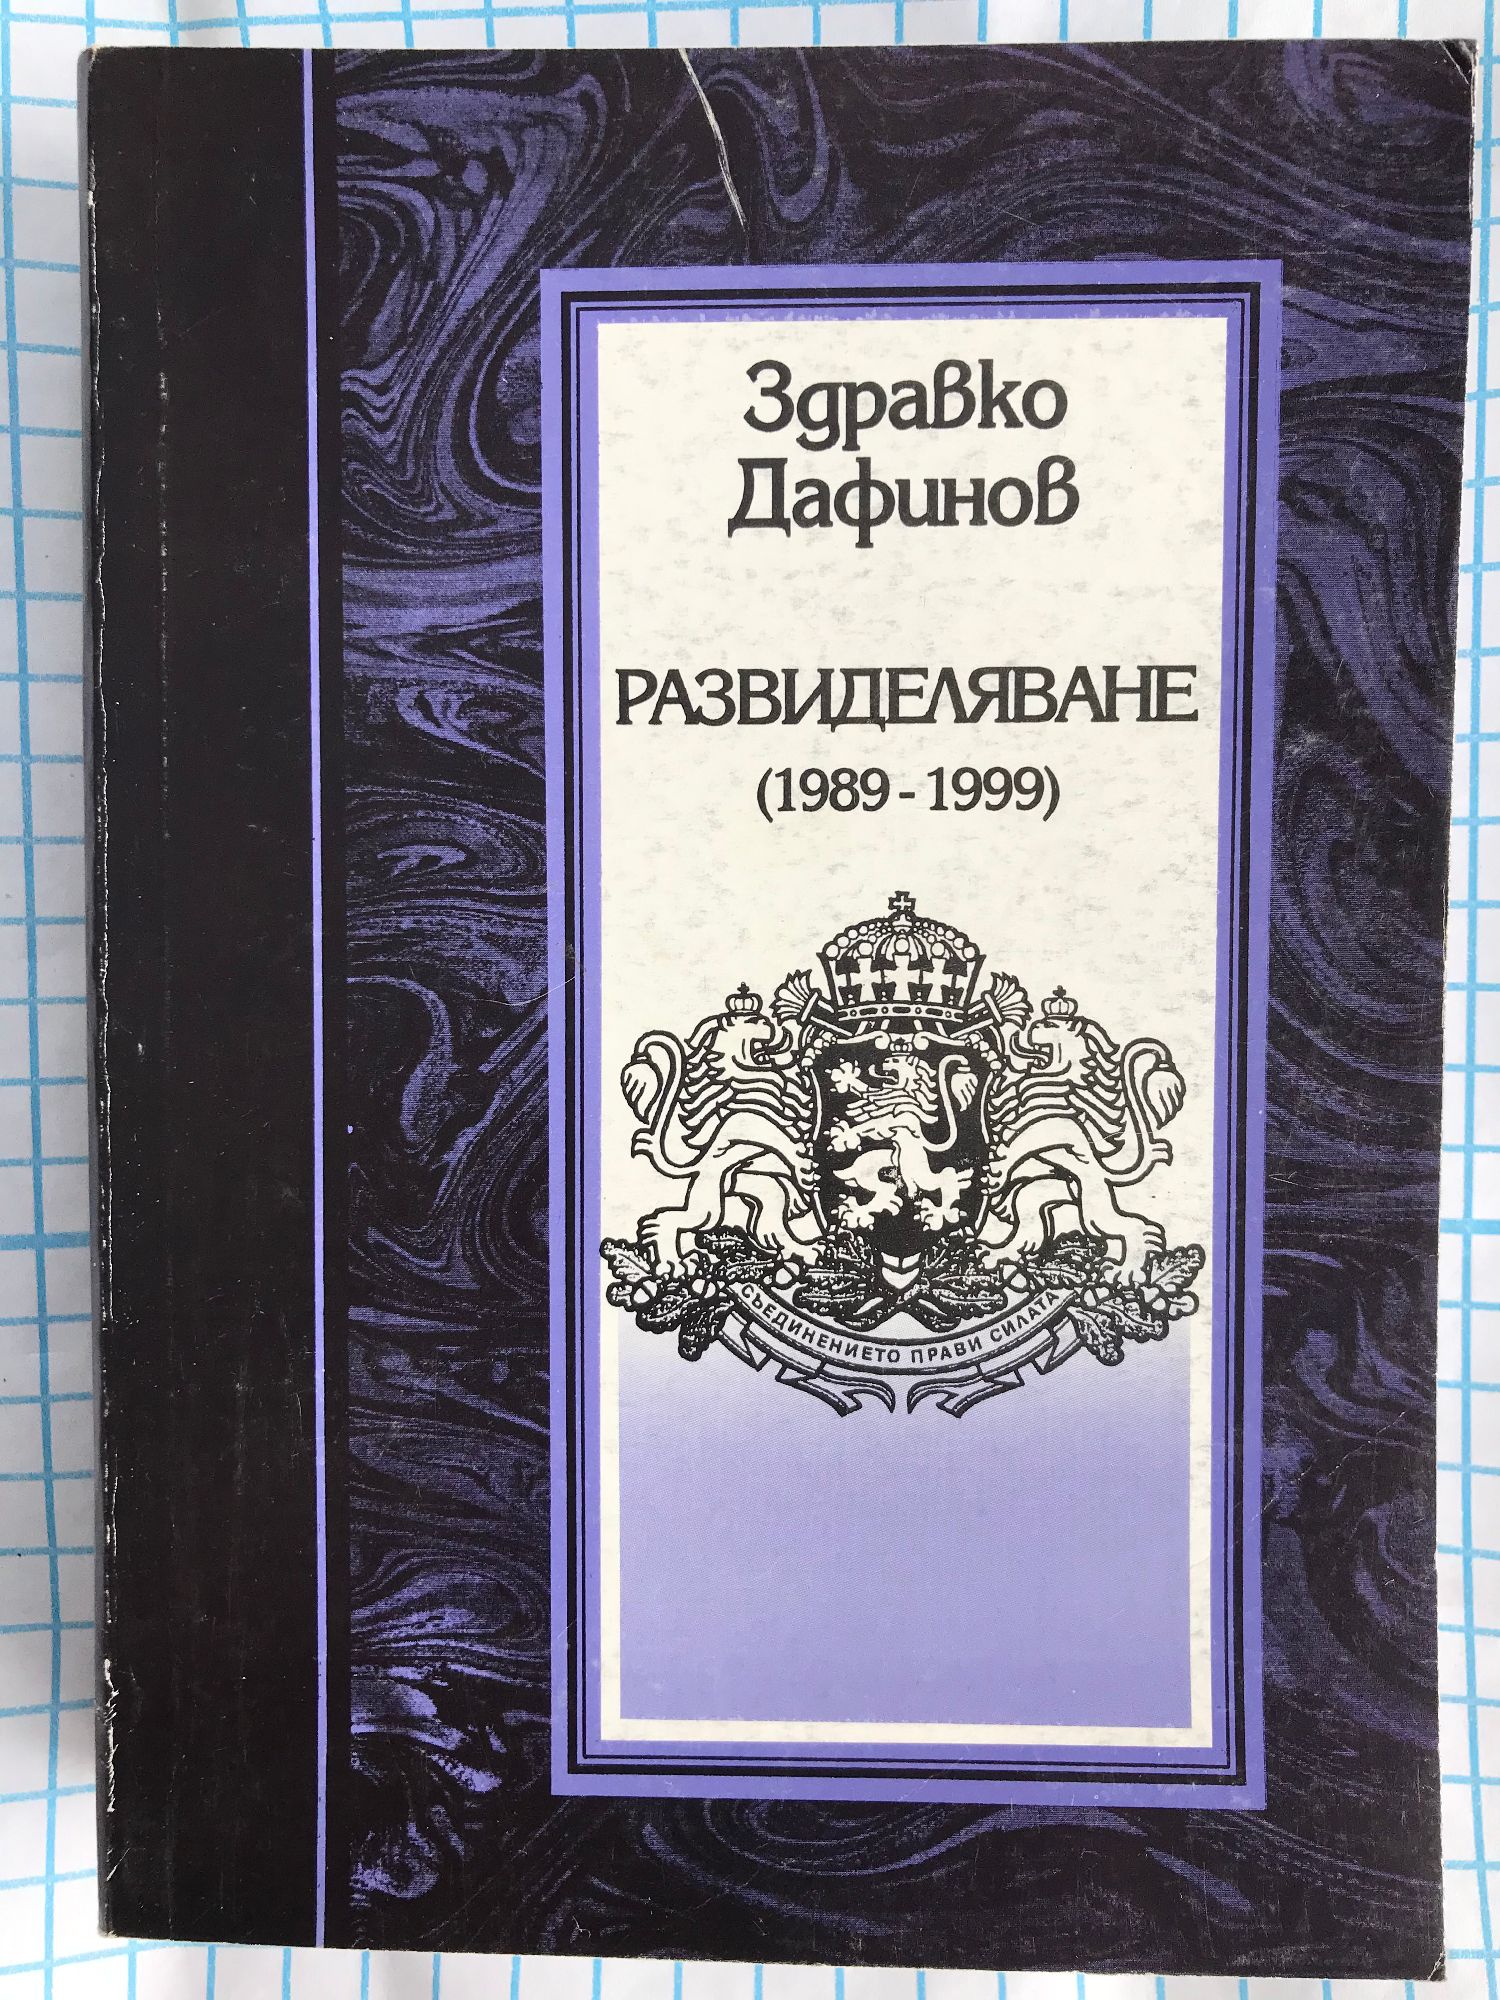 Здравко
Дафинов
РАЗВИДЕЛЯВАНЕ
(1989 - 1999)
СЪЕДИНЕНИЕТО ПРАВИ СИЛАТА